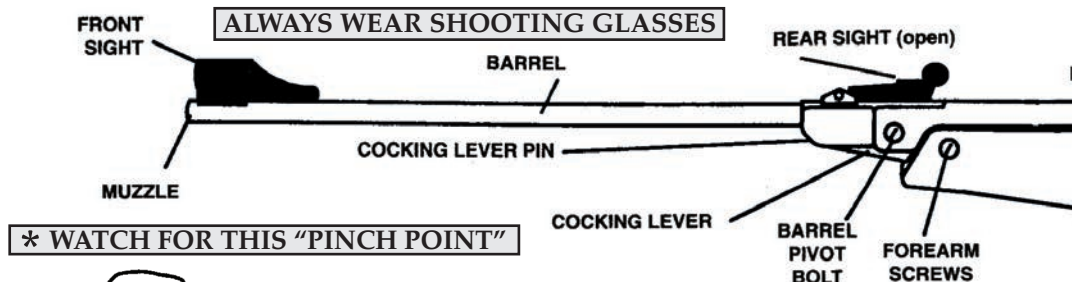 ALWAYS WEAR SHOOTING GLASSES
FRONT
SIGHT
BARREL
REAR SIGHT (open)
COCKING LEVER PIN
MUZZLE
COCKING LEVER
BARREL
PIVOT
BOLT
FOREARM
SCREWS
* WATCH FOR THIS “PINCH POINT”